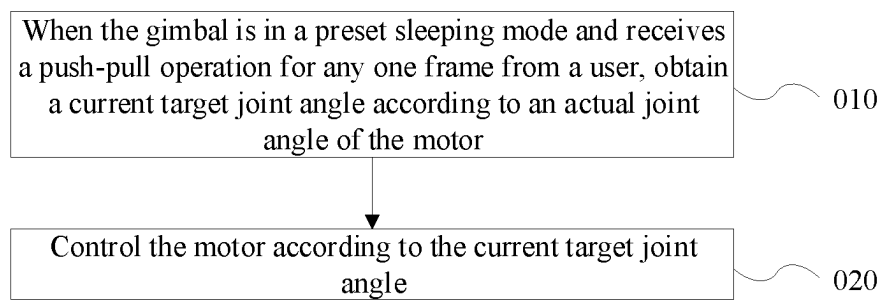 When the gimbal is in a preset sleeping mode and receives
a push-pull operation for any one frame from a user, obtain
a current target joint angle according to an actual joint
angle of the motor
010
Control the motor according to the current target joint
angle
020